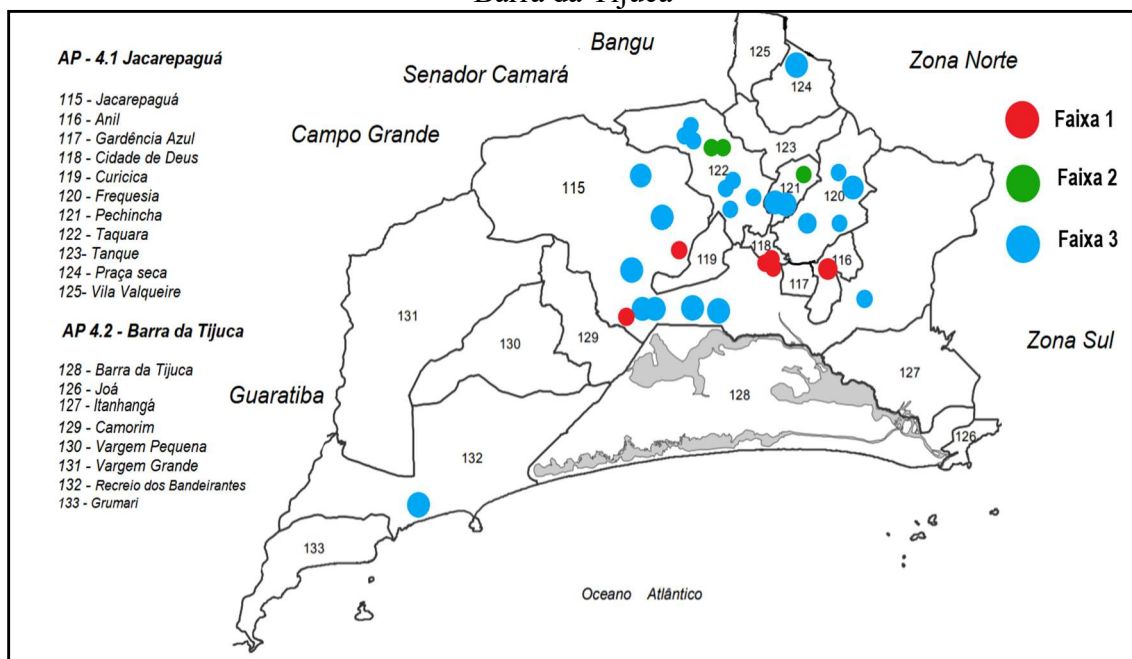 Barra da Tijuca
Bangu
Senador Camará
Campo Grande
Guaratiba
Zona Norte
Zona Sul
AP - 4.1 Jacarepaguá
115 - Jacarepaguá
116 - Anil
117 - Gardência Azul
118 - Cidade de Deus
119 - Curicica
120 - Frequesia
121 - Pechincha
122 - Taquara
123- Tanque
124 - Praça seca
125- Vila Valqueire
AP 4.2 - Barra da Tijuca
128 - Barra da Tijuca
126 - Joá
127 - Itanhangá
129 - Camorim
130 - Vargem Pequena
131 - Vargem Grande
132 - Recreio dos Bandeirantes
133 - Grumari
Faixa 1
Faixa 2
Faixa 3
125
124
123
122
121
120
115
118
119
116
117
131
130
129
128
127
126
132
133
Oceano Atlântico